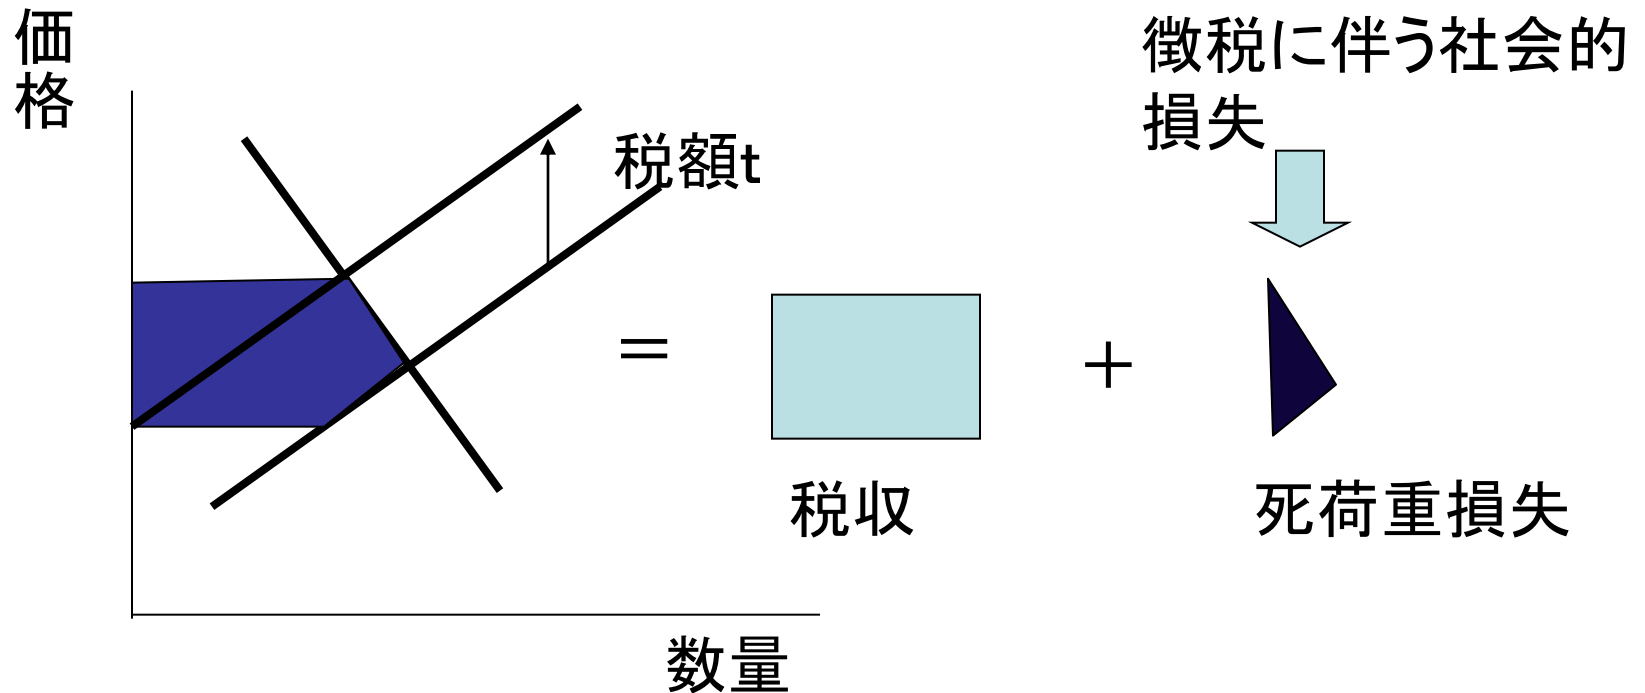 価格
徴税に伴う社会的
損失
税額t
＝
＋
税収
死荷重損失
数量